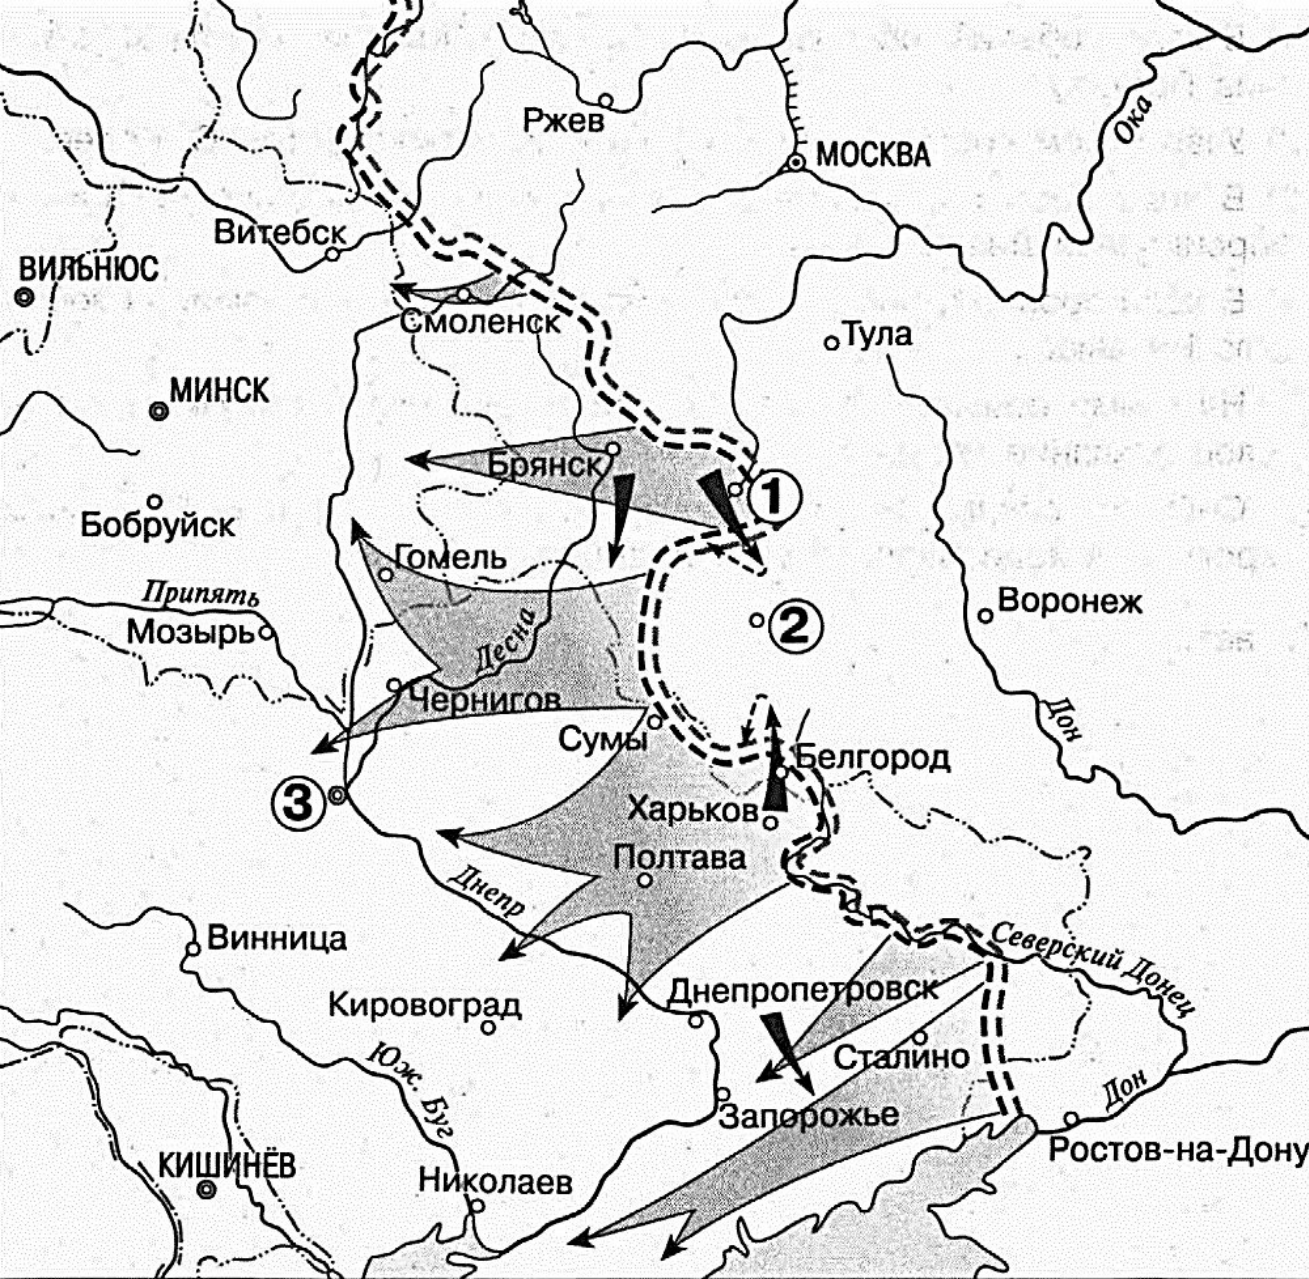 Ржев
МОСКВА
Ока
Витебск
ВИЛЬНЮС
Смоленск
Тула
МИНСК
Брянск
1
Бобруйск
Гомель
Припять
Мозырь
Десна
2
Воронеж
Чернигов
Сумы
Дон
Белгород
3
Харьков
Полтава
Днепр
Винница
Северский Донец
Днепропетровск
Кировоград
Сталино
Юж. Буг
Дон
Запорожье
Ростов-на-Дону
КИШИНЁВ
Николаев